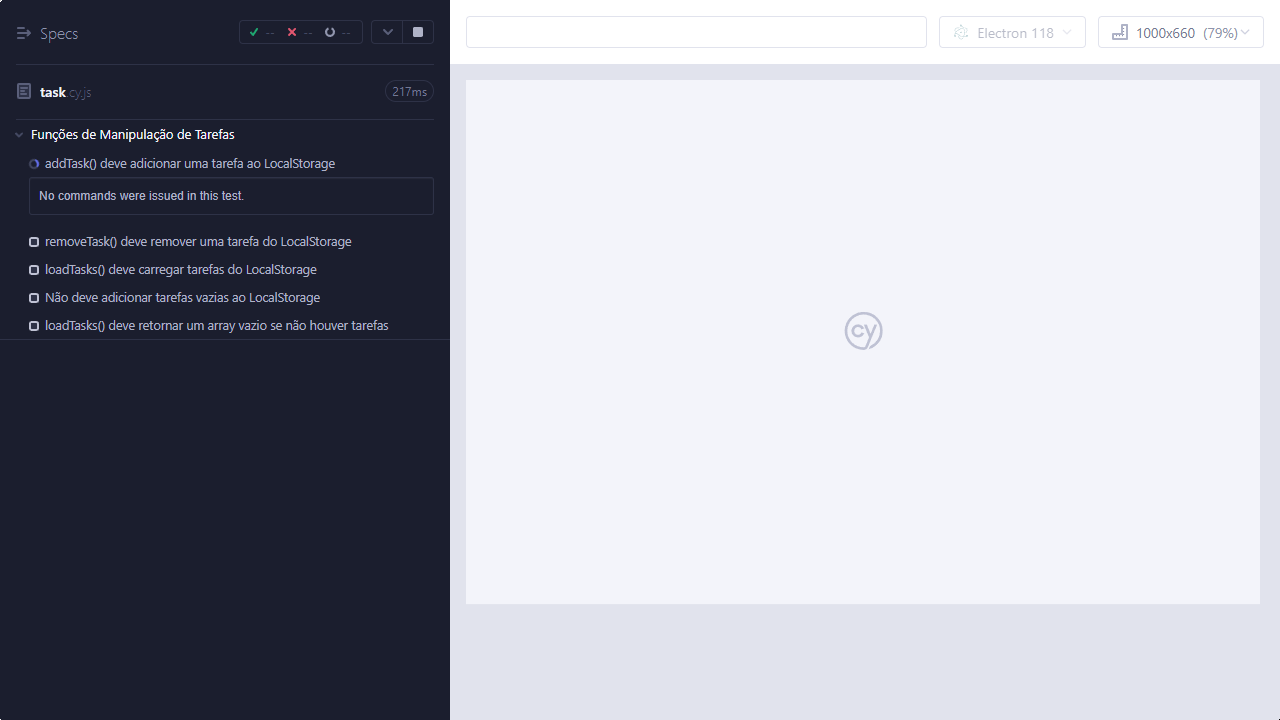 Specs
--
--
--
Electron 118
1000x660 (79%)
task.cy.js
217ms
Funções de Manipulação de Tarefas
addTask() deve adicionar uma tarefa ao LocalStorage
No commands were issued in this test.
removeTask() deve remover uma tarefa do LocalStorage
loadTasks() deve carregar tarefas do LocalStorage
Não deve adicionar tarefas vazias ao LocalStorage
loadTasks() deve retornar um array vazio se não houver tarefas
cy